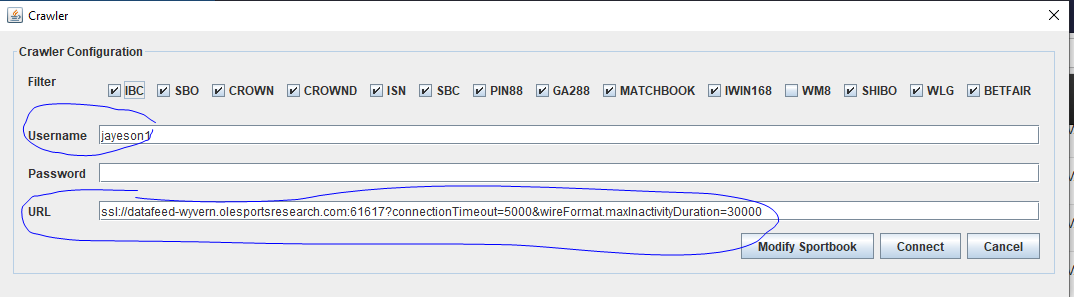 Crawler
Crawler Configuration
Filter IBC SBO CROWN CROWND ISN SBC PIN88 GA288 MATCHBOOK IWIN168 WM8 SHIBO WLG BETFAIR
Username jayeson1
Password
URL ssl://datafeed-wyvern.olesportsresearch.com:61617?connectionTimeout=5000&wireFormat.maxInactivityDuration=30000
Modify Sportbook Connect Cancel